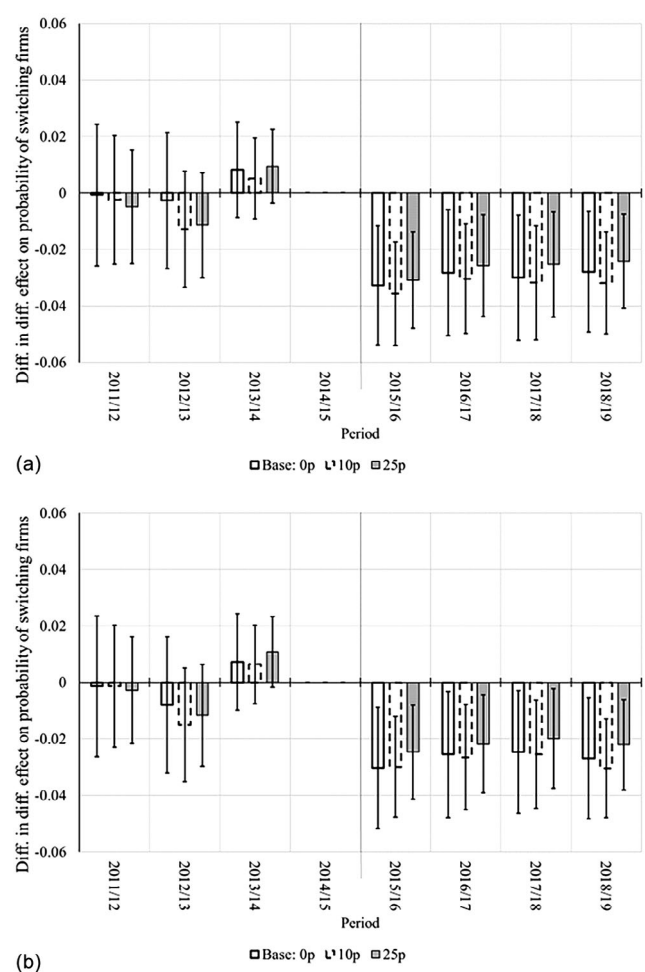 Diff. in diff. effect on probability of switching firms
0.06
0.04
0.02
0
-0.02
-0.04
-0.06
2011/12 2012/13 2013/14 2014/15 2015/16 2016/17 2017/18 2018/19
Period
(a)
Base: 0p 10p 25p
Diff. in diff. effect on probability of switching firms
0.06
0.04
0.02
0
-0.02
-0.04
-0.06
2011/12 2012/13 2013/14 2014/15 2015/16 2016/17 2017/18 2018/19
Period
(b)
Base: 0p 10p 25p